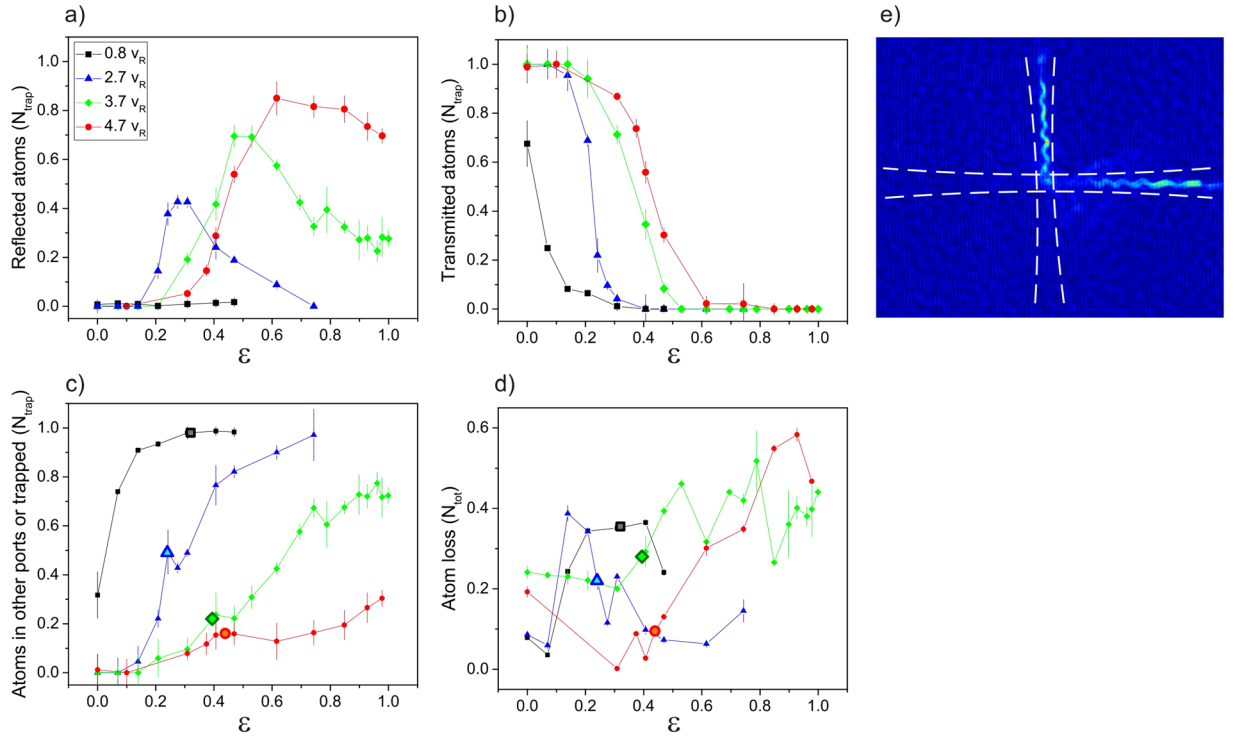 a)
Reflected atoms (N_trap)
1.0
0.8
0.6
0.4
0.2
0.0
0.8 v_R
2.7 v_R
3.7 v_R
4.7 v_R
0.0 0.2 0.4 0.6 0.8 1.0
ε
b)
Transmitted atoms (N_trap)
1.0
0.8
0.6
0.4
0.2
0.0
0.0 0.2 0.4 0.6 0.8 1.0
ε
e)
c)
Atoms in other ports or trapped (N_trap)
1.0
0.8
0.6
0.4
0.2
0.0
0.0 0.2 0.4 0.6 0.8 1.0
ε
d)
Atom loss (N_tot)
0.6
0.4
0.2
0.0
0.0 0.2 0.4 0.6 0.8 1.0
ε